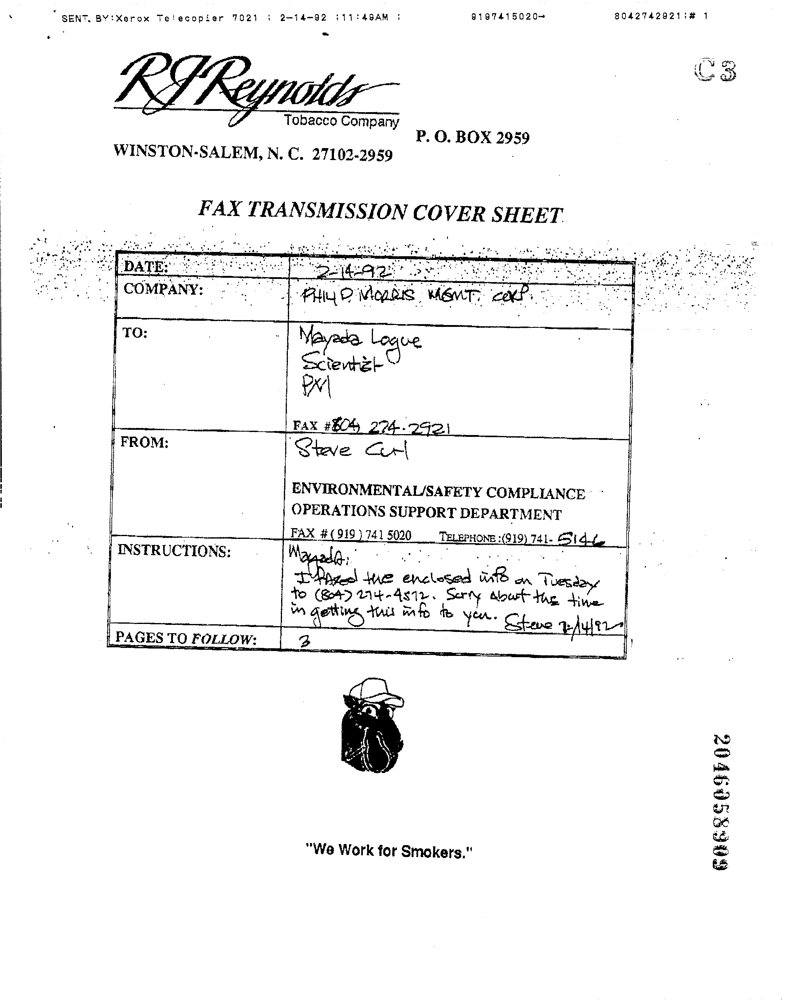 SENT. BY:Xerox Telecopier 7021 ; 2-14-92 ;11:49AM ; 9197415020→ 8042742921;# 1
C3
RJReynolds
Tobacco Company
P. O. BOX 2959
WINSTON-SALEM, N. C. 27102-2959
FAX TRANSMISSION COVER SHEET
DATE: 2-14-92
COMPANY: PHILIP MORRIS MGMT. CORP.
TO: Mayada Logue
Scientist
PM
FAX #804 274-2921
FROM: Steve Curl
ENVIRONMENTAL/SAFETY COMPLIANCE
OPERATIONS SUPPORT DEPARTMENT
FAX # (919) 741 5020 TELEPHONE :(919) 741- 5146
INSTRUCTIONS: Mayada:
I faxed the enclosed info on Tuesday
to (804) 274-4872. Sorry about the time
in getting this info to you. Steve 2/14/92
PAGES TO FOLLOW: 3
"We Work for Smokers."
2046058909